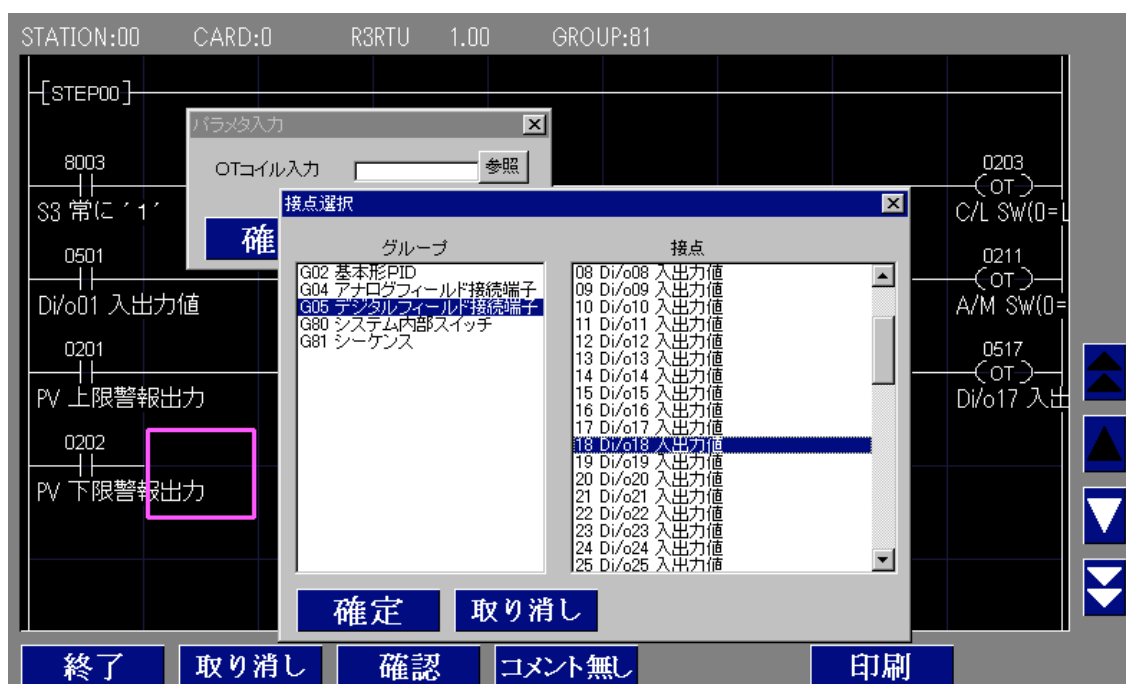 STATION:00 CARD:0 R3RTU 1.00 GROUP:81
[STEP00]
パラメタ入力
OTコイル入力 参照
確
8003
S3 常に ´1´
0203
(OT)
C/L SW(0=L
接点選択
グループ 接点
G02 基本形PID
G04 アナログフィールド接続端子
G05 デジタルフィールド接続端子
G80 システム内部スイッチ
G81 シーケンス
08 Di/o08 入出力値
09 Di/o09 入出力値
10 Di/o10 入出力値
11 Di/o11 入出力値
12 Di/o12 入出力値
13 Di/o13 入出力値
14 Di/o14 入出力値
15 Di/o15 入出力値
16 Di/o16 入出力値
17 Di/o17 入出力値
18 Di/o18 入出力値
19 Di/o19 入出力値
20 Di/o20 入出力値
21 Di/o21 入出力値
22 Di/o22 入出力値
23 Di/o23 入出力値
24 Di/o24 入出力値
25 Di/o25 入出力値
確定 取り消し
0501
Di/o01 入出力値
0211
(OT)
A/M SW(0=
0201
PV 上限警報出力
0517
(OT)
Di/o17 入出
0202
PV 下限警報出力
終了 取り消し 確認 コメント無し 印刷